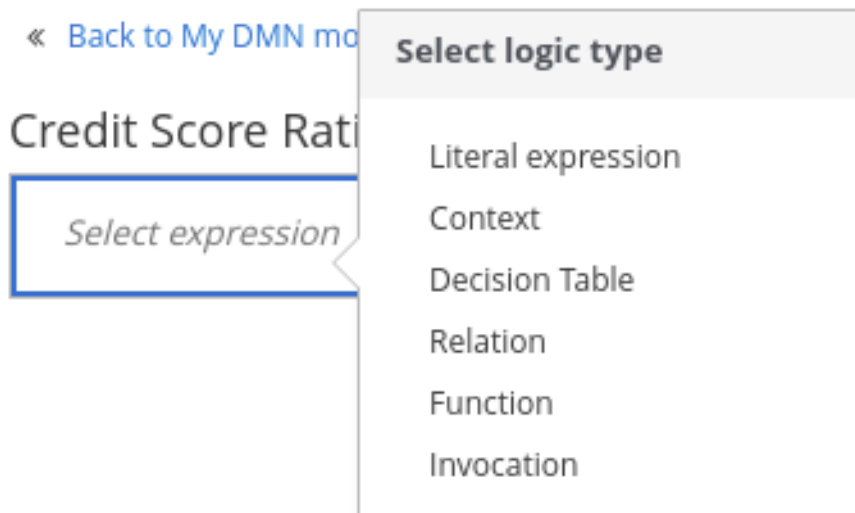 « Back to My DMN mo
Credit Score Rati
Select expression
Select logic type
Literal expression
Context
Decision Table
Relation
Function
Invocation